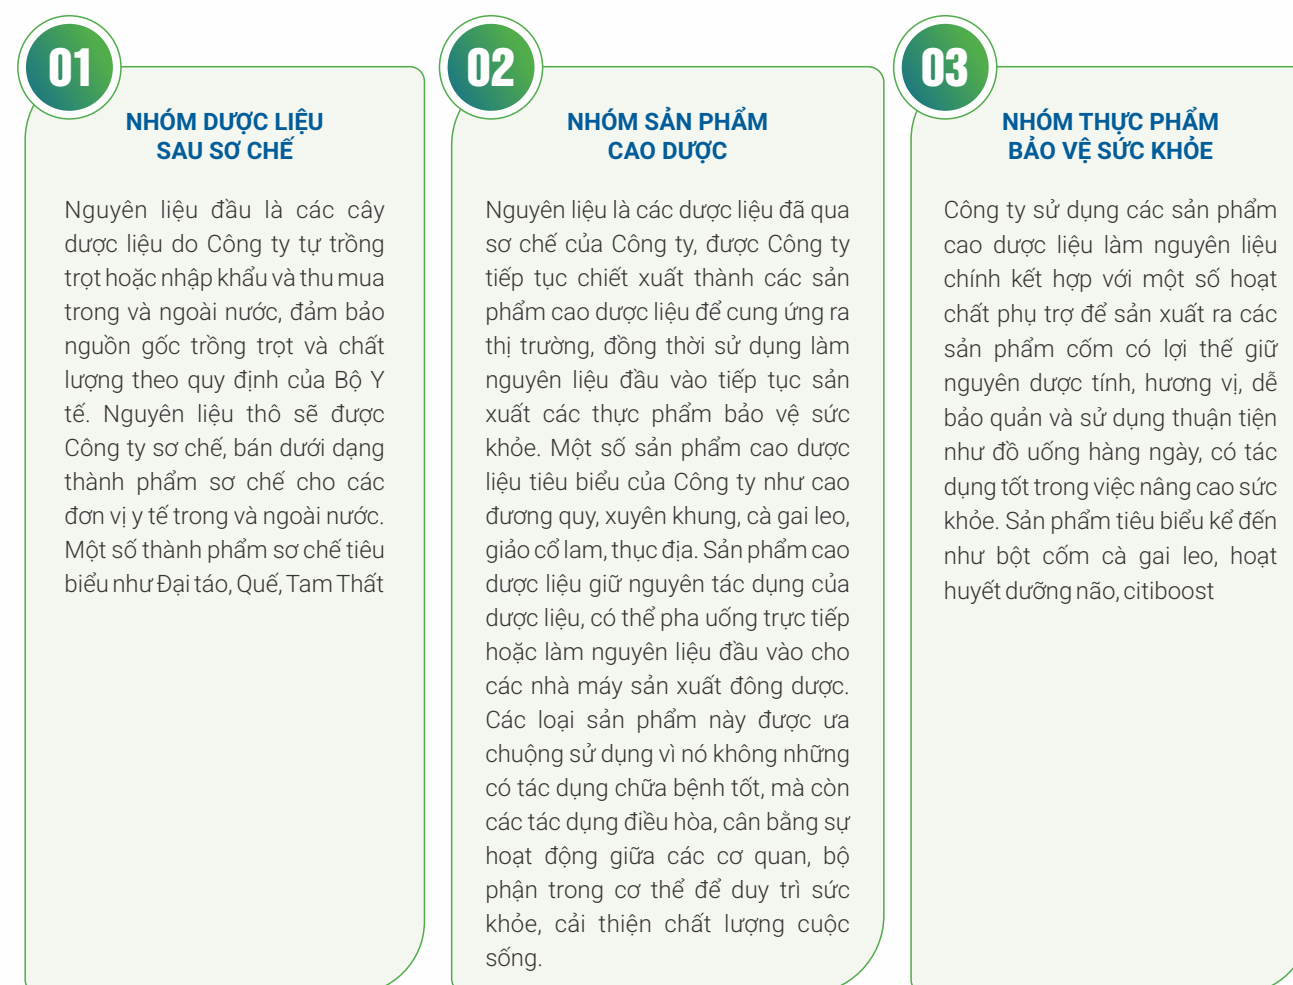 01
NHÓM DƯỢC LIỆU
SAU SƠ CHẾ
Nguyên liệu đầu là các cây
dược liệu do Công ty tự trồng
trọt hoặc nhập khẩu và thu mua
trong và ngoài nước, đảm bảo
nguồn gốc trồng trọt và chất
lượng theo quy định của Bộ Y
tế. Nguyên liệu thô sẽ được
Công ty sơ chế, bán dưới dạng
thành phẩm sơ chế cho các
đơn vị y tế trong và ngoài nước.
Một số thành phẩm sơ chế tiêu
biểu như Đại táo, Quế, Tam Thất
02
NHÓM SẢN PHẨM
CAO DƯỢC
Nguyên liệu là các dược liệu đã qua
sơ chế của Công ty, được Công ty
tiếp tục chiết xuất thành các sản
phẩm cao dược liệu để cung ứng ra
thị trường, đồng thời sử dụng làm
nguyên liệu đầu vào tiếp tục sản
xuất các thực phẩm bảo vệ sức
khỏe. Một số sản phẩm cao dược
liệu tiêu biểu của Công ty như cao
đương quy, xuyên khung, cà gai leo,
giảo cổ lam, thục địa. Sản phẩm cao
dược liệu giữ nguyên tác dụng của
dược liệu, có thể pha uống trực tiếp
hoặc làm nguyên liệu đầu vào cho
các nhà máy sản xuất đông dược.
Các loại sản phẩm này được ưa
chuộng sử dụng vì nó không những
có tác dụng chữa bệnh tốt, mà còn
các tác dụng điều hòa, cân bằng sự
hoạt động giữa các cơ quan, bộ
phận trong cơ thể để duy trì sức
khỏe, cải thiện chất lượng cuộc
sống.
03
NHÓM THỰC PHẨM
BẢO VỆ SỨC KHỎE
Công ty sử dụng các sản phẩm
cao dược liệu làm nguyên liệu
chính kết hợp với một số hoạt
chất phụ trợ để sản xuất ra các
sản phẩm cốm có lợi thế giữ
nguyên dược tính, hương vị, dễ
bảo quản và sử dụng thuận tiện
như đồ uống hàng ngày, có tác
dụng tốt trong việc nâng cao sức
khỏe. Sản phẩm tiêu biểu kể đến
như bột cốm cà gai leo, hoạt
huyết dưỡng não, citiboost